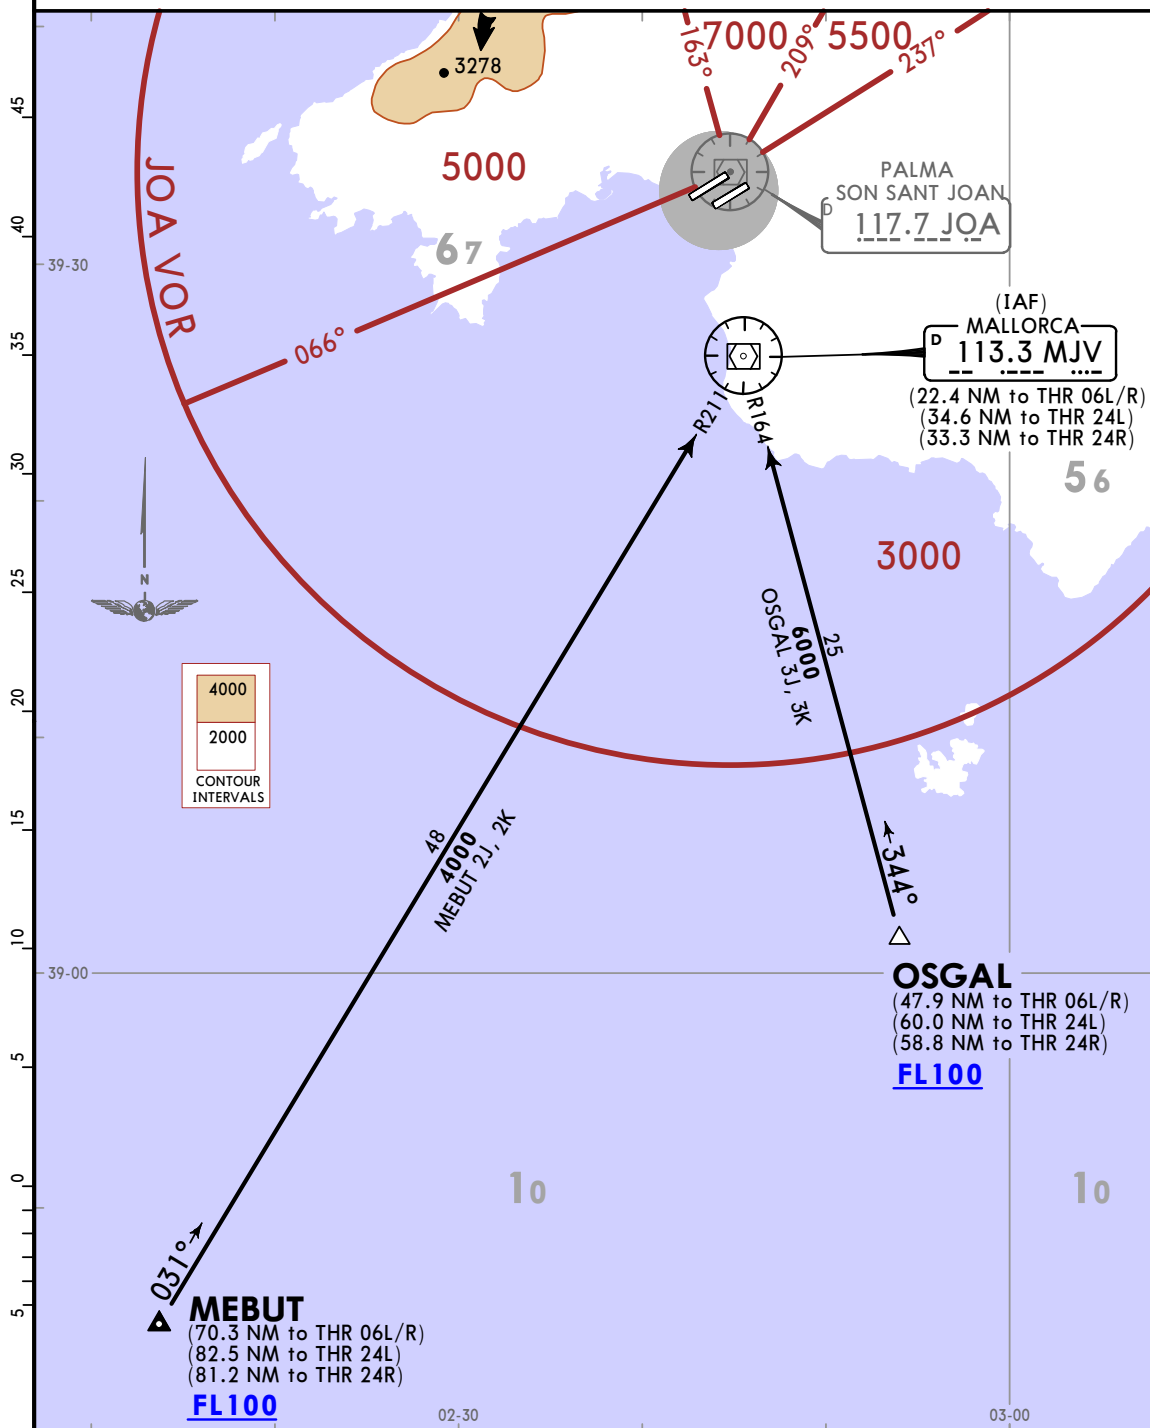 7000
5500
163°
209°
237°
3278
5000
JOA VOR
PALMA
SON SANT JOAN
D
117.7 JOA
67
39-30
066°
(IAF)
MALLORCA
D
113.3 MJV
(22.4 NM to THR 06L/R)
(34.6 NM to THR 24L)
(33.3 NM to THR 24R)
R211
R164
56
3000
N
4000
2000
CONTOUR
INTERVALS
25
6000
OSGAL 3J, 3K
48
4000
MEBUT 2J, 2K
344°
39-00
OSGAL
(47.9 NM to THR 06L/R)
(60.0 NM to THR 24L)
(58.8 NM to THR 24R)
FL100
10
10
031°
MEBUT
(70.3 NM to THR 06L/R)
(82.5 NM to THR 24L)
(81.2 NM to THR 24R)
FL100
02-30
03-00
45
40
35
30
25
20
15
10
5
0
5